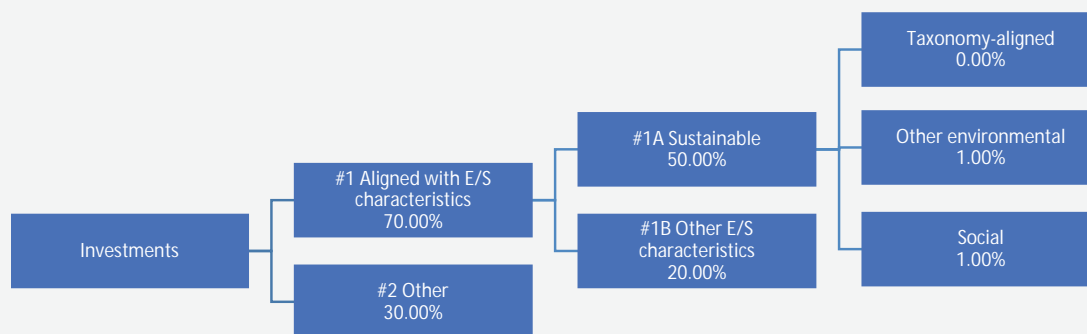 Investments
#1 Aligned with E/S
characteristics
70.00%
#2 Other
30.00%
#1A Sustainable
50.00%
#1B Other E/S
characteristics
20.00%
Taxonomy-aligned
0.00%
Other environmental
1.00%
Social
1.00%